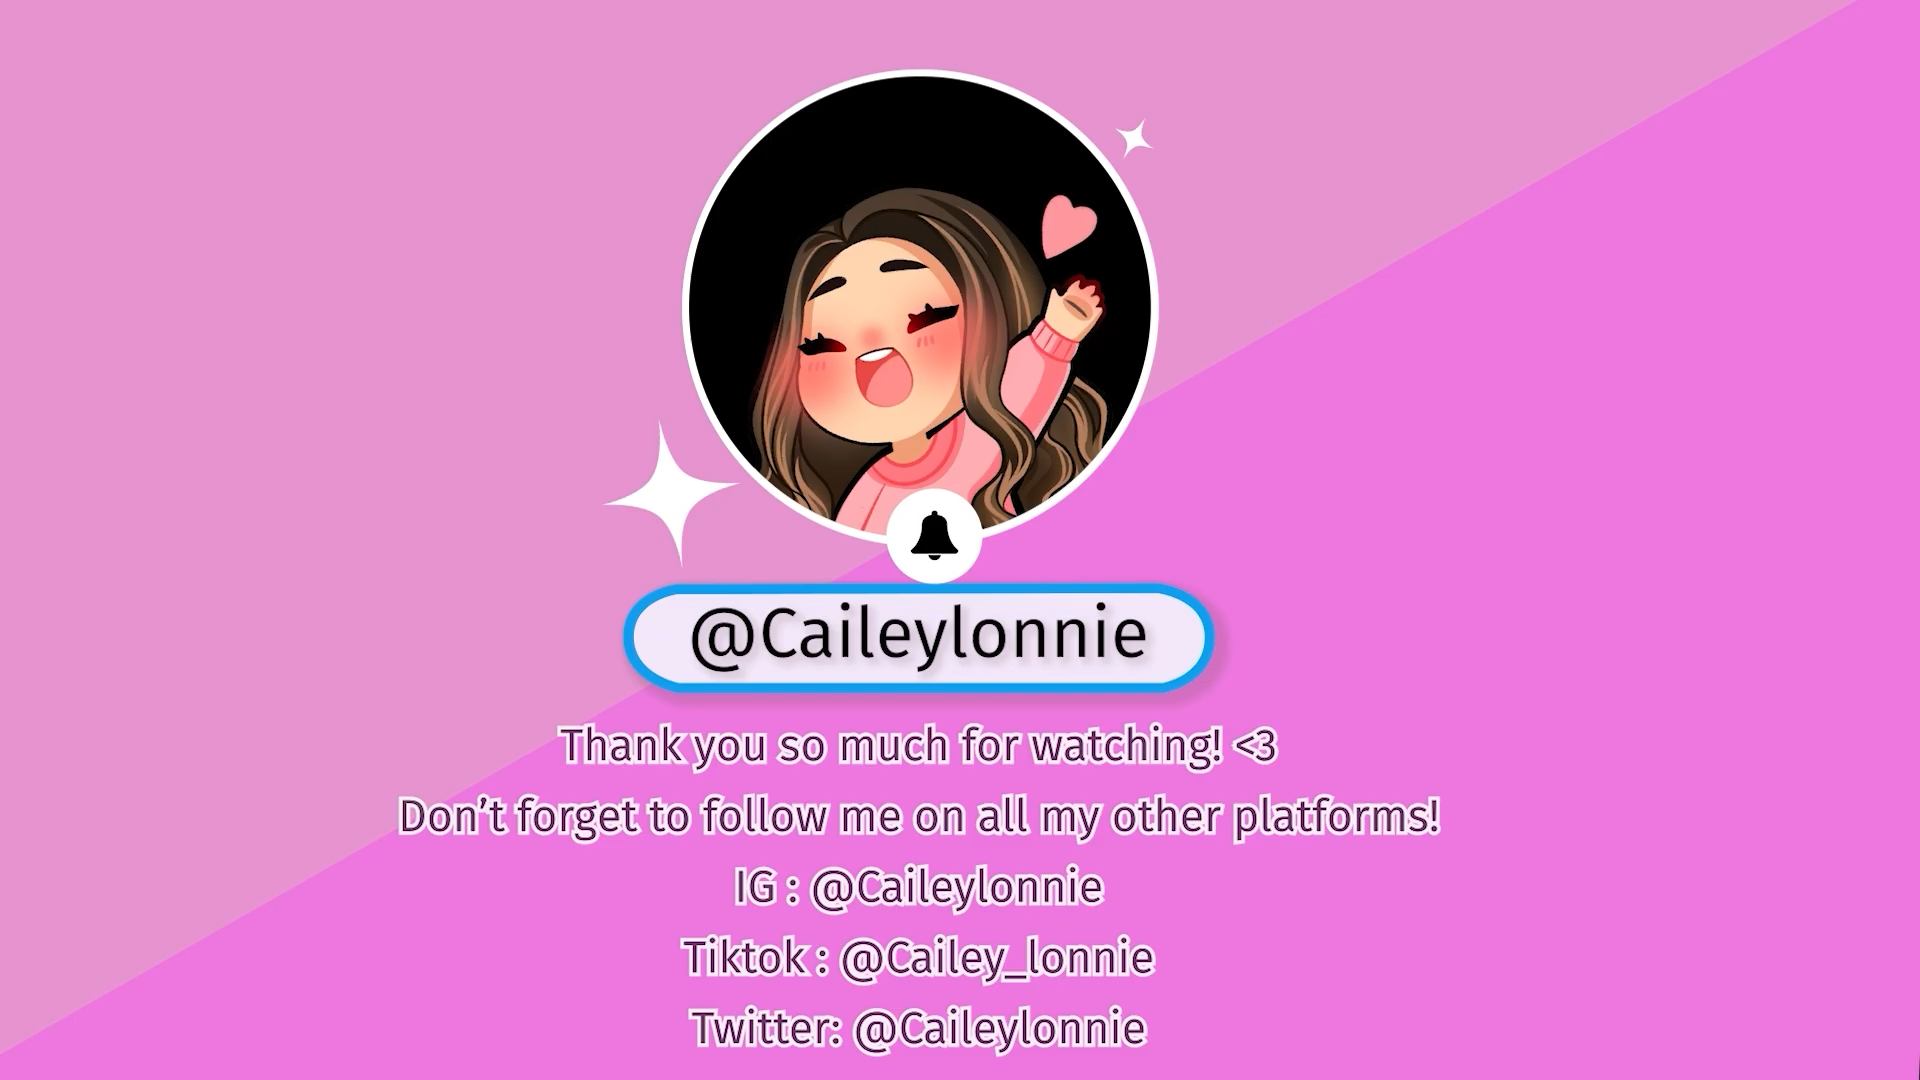 @Caileylonnie
Thank you so much for watching! <3
Don’t forget to follow me on all my other platforms!
IG : @Caileylonnie
Tiktok : @Cailey_lonnie
Twitter: @Caileylonnie